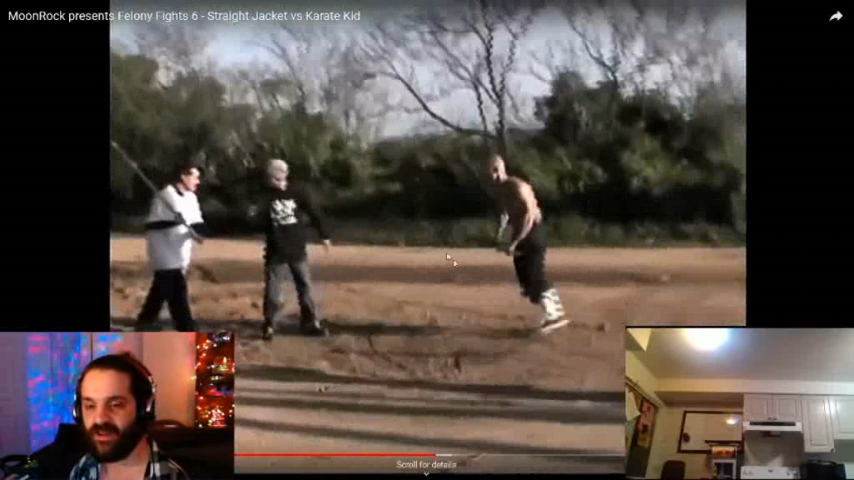 MoonRock presents Felony Fights 6 - Straight Jacket vs Karate Kid
Scroll for details